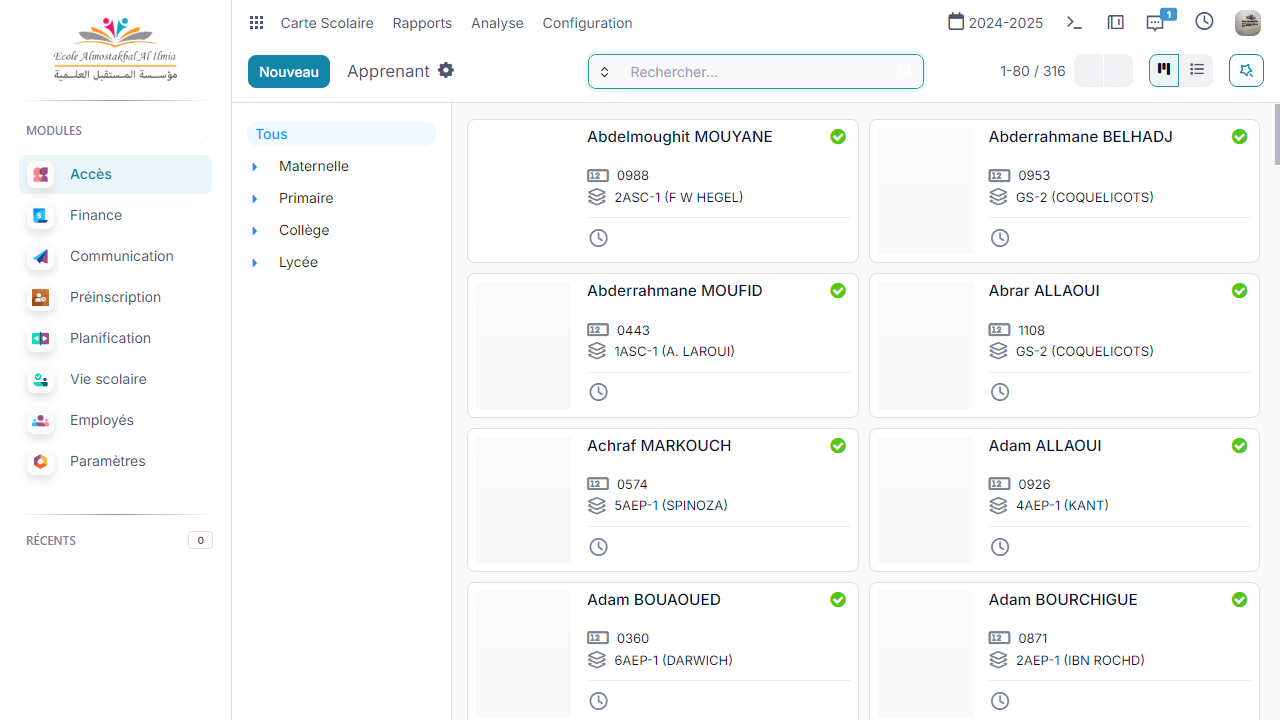 Ecole Almostakbal Al Ilmia
مؤسسة المستقبل العلمية
MODULES
Accès
Finance
Communication
Préinscription
Planification
Vie scolaire
Employés
Paramètres
RÉCENTS 0
Carte Scolaire Rapports Analyse Configuration 2024-2025 1
Nouveau Apprenant Rechercher... 1-80 / 316
Tous
Maternelle
Primaire
Collège
Lycée
Abdelmoughit MOUYANE
0988
2ASC-1 (F W HEGEL)
Abderrahmane BELHADJ
0953
GS-2 (COQUELICOTS)
Abderrahmane MOUFID
0443
1ASC-1 (A. LAROUI)
Abrar ALLAOUI
1108
GS-2 (COQUELICOTS)
Achraf MARKOUCH
0574
5AEP-1 (SPINOZA)
Adam ALLAOUI
0926
4AEP-1 (KANT)
Adam BOUAOUED
0360
6AEP-1 (DARWICH)
Adam BOURCHIGUE
0871
2AEP-1 (IBN ROCHD)